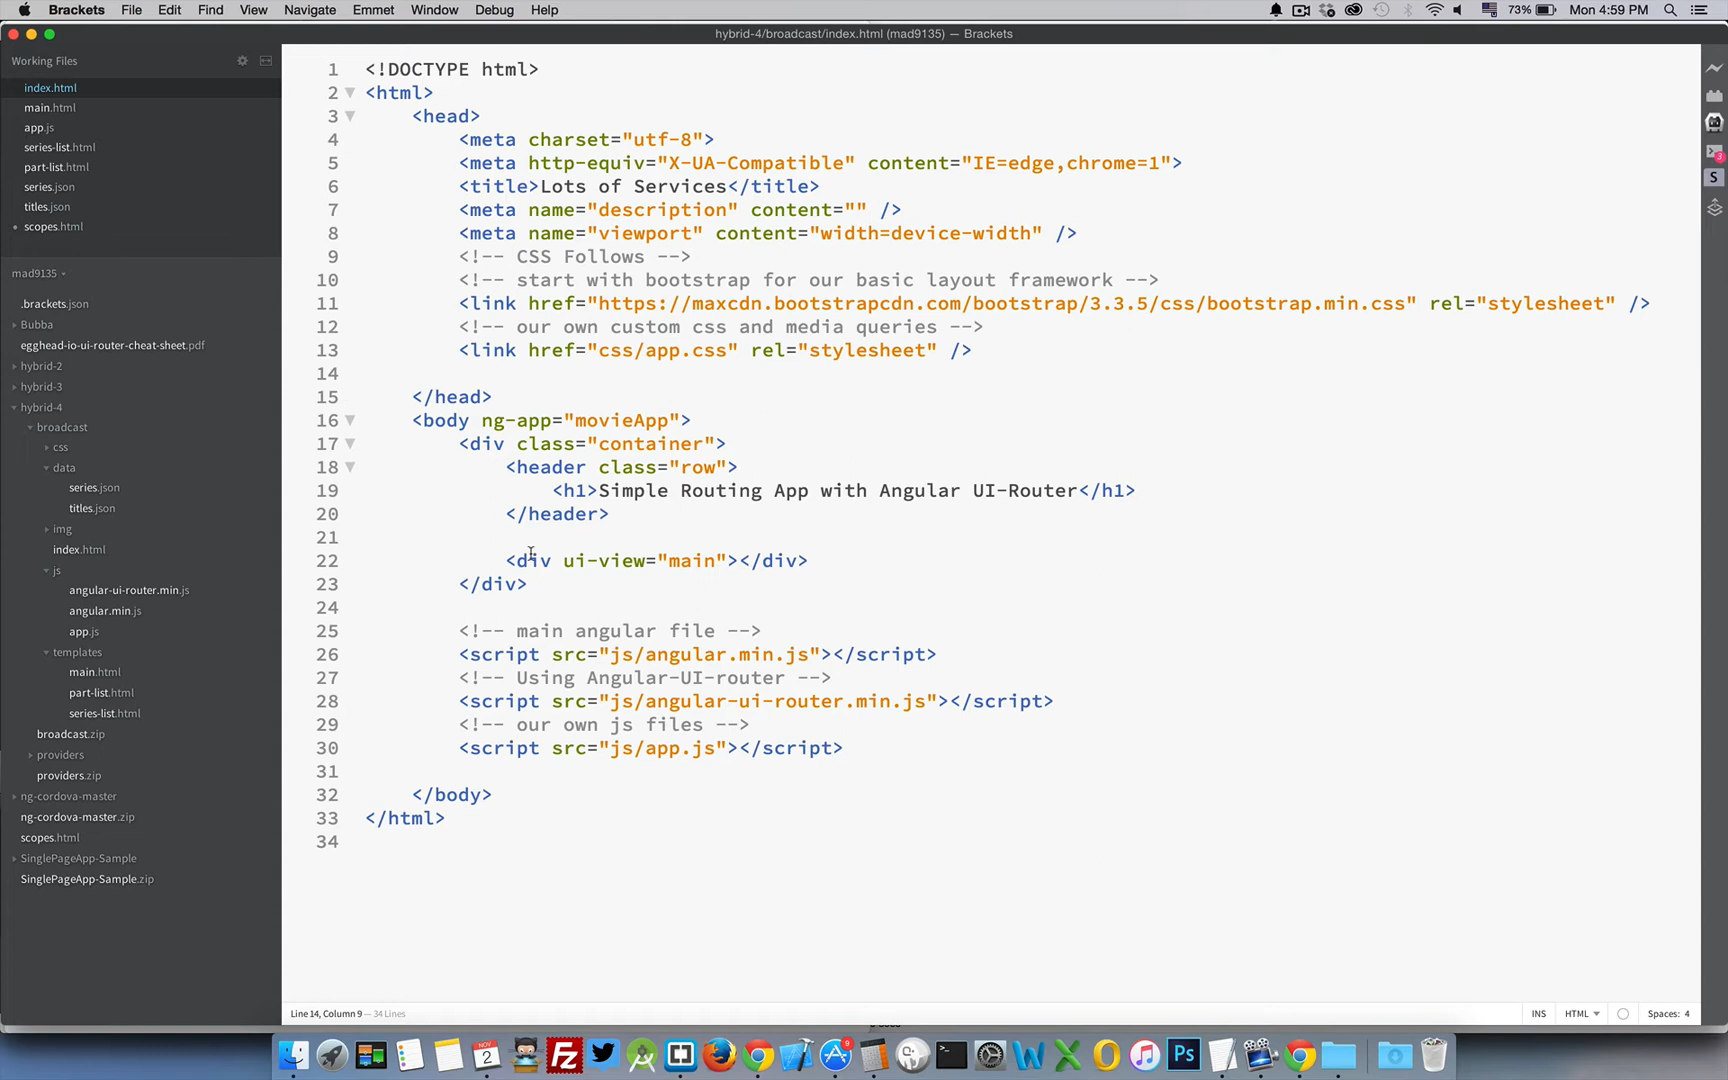 Brackets File Edit Find View Navigate Emmet Window Debug Help 73% Mon 4:59 PM
hybrid-4/broadcast/index.html (mad9135) — Brackets
Working Files
index.html
main.html
app.js
series-list.html
part-list.html
series.json
titles.json
scopes.html
mad9135
.brackets.json
Bubba
egghead-io-ui-router-cheat-sheet.pdf
hybrid-2
hybrid-3
hybrid-4
broadcast
css
data
series.json
titles.json
img
index.html
js
angular-ui-router.min.js
angular.min.js
app.js
templates
main.html
part-list.html
series-list.html
broadcast.zip
providers
providers.zip
ng-cordova-master
ng-cordova-master.zip
scopes.html
SinglePageApp-Sample
SinglePageApp-Sample.zip
1 <!DOCTYPE html>
2 <html>
3 <head>
4 <meta charset="utf-8">
5 <meta http-equiv="X-UA-Compatible" content="IE=edge,chrome=1">
6 <title>Lots of Services</title>
7 <meta name="description" content="" />
8 <meta name="viewport" content="width=device-width" />
9 <!-- CSS Follows -->
10 <!-- start with bootstrap for our basic layout framework -->
11 <link href="https://maxcdn.bootstrapcdn.com/bootstrap/3.3.5/css/bootstrap.min.css" rel="stylesheet" />
12 <!-- our own custom css and media queries -->
13 <link href="css/app.css" rel="stylesheet" />
14
15 </head>
16 <body ng-app="movieApp">
17 <div class="container">
18 <header class="row">
19 <h1>Simple Routing App with Angular UI-Router</h1>
20 </header>
21
22 <div ui-view="main"></div>
23 </div>
24
25 <!-- main angular file -->
26 <script src="js/angular.min.js"></script>
27 <!-- Using Angular-UI-router -->
28 <script src="js/angular-ui-router.min.js"></script>
29 <!-- our own js files -->
30 <script src="js/app.js"></script>
31
32 </body>
33 </html>
34
Line 14, Column 9 — 34 Lines
INS HTML Spaces: 4